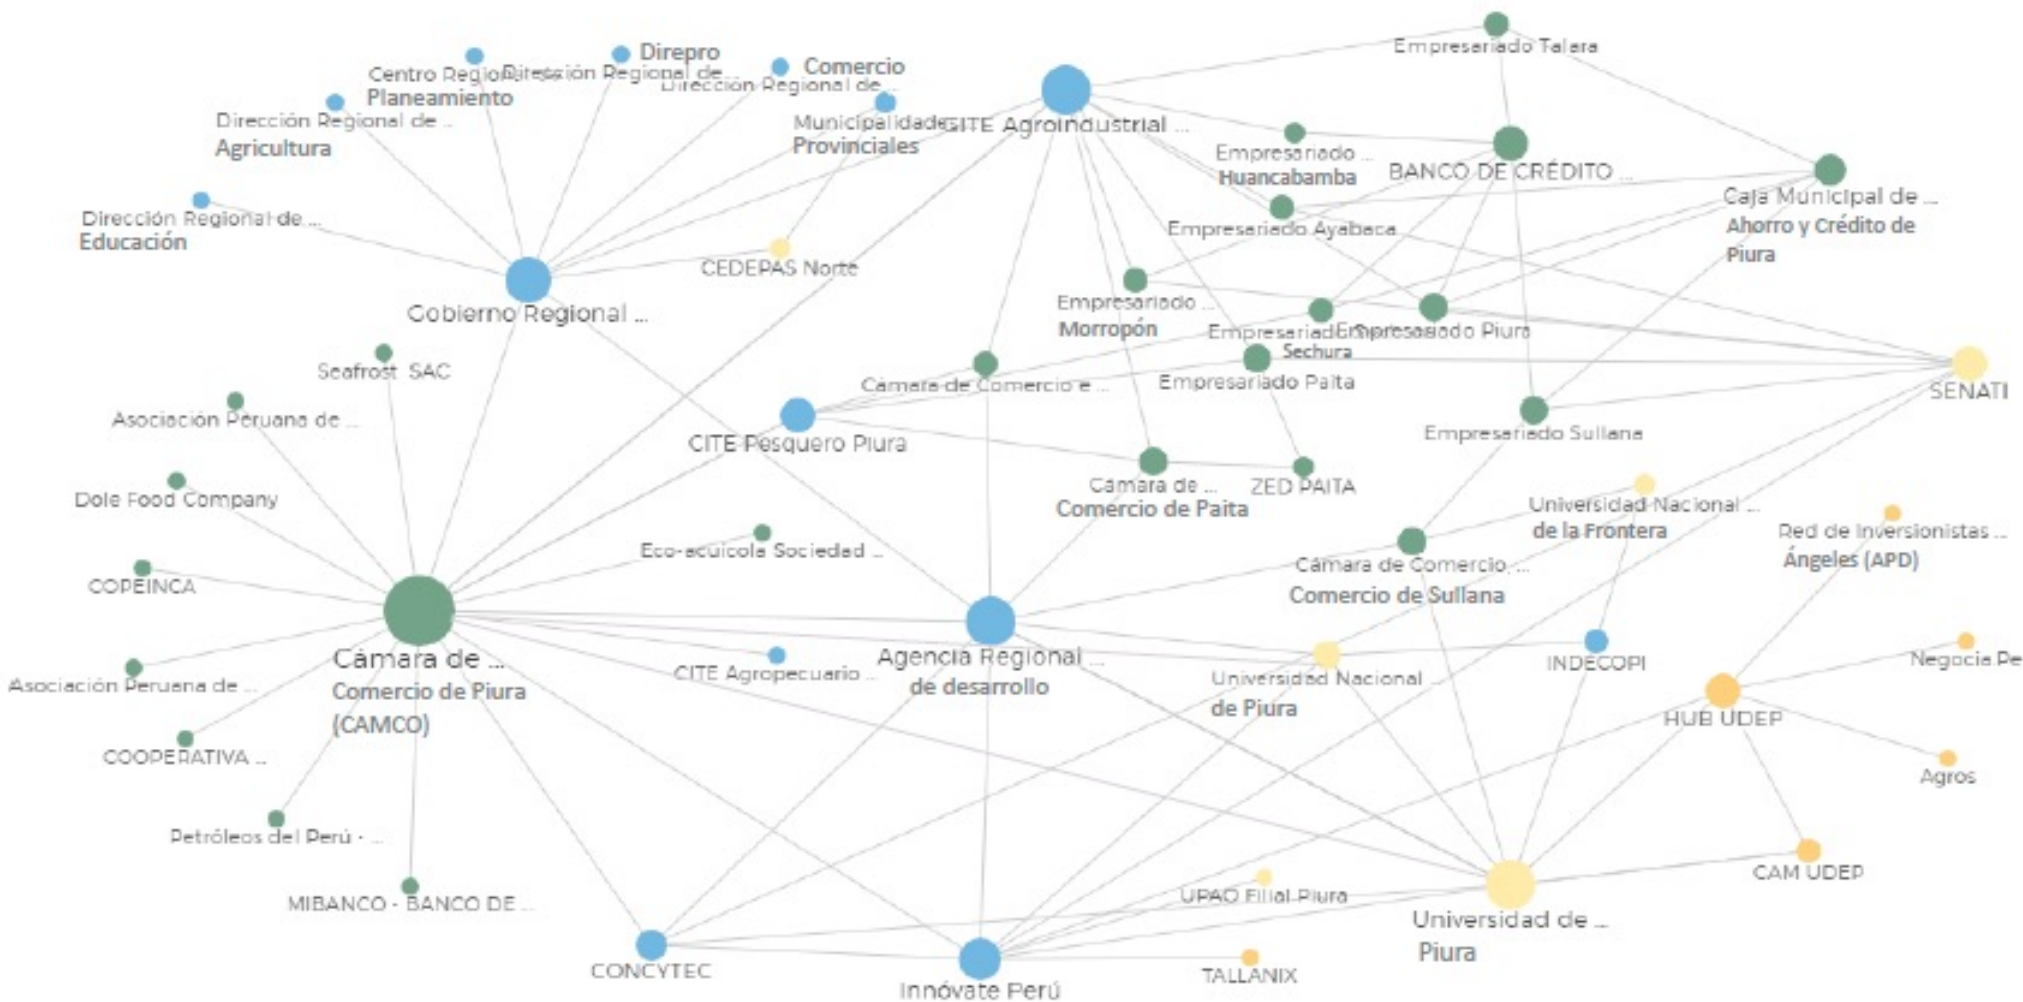 Empresariado Talara
Direpro
Comercio
Centro Regional de
Dirección Regional de ...
Dirección Regional de ...
Planeamiento
Dirección Regional de ...
Agricultura
Municipalidades
Provinciales
CITE Agroindustrial ...
Empresariado ...
Huancabamba
BANCO DE CRÉDITO ...
Caja Municipal de ...
Ahorro y Crédito de
Piura
Dirección Regional de ...
Educación
Empresariado Ayabaca
CEDEPAS Norte
Gobierno Regional ...
Empresariado ...
Morropón
Empresariado
Sechura
Empresariado Piura
Seafrost SAC
Cámara de Comercio e ...
Empresariado Paita
SENATI
Asociación Peruana de ...
CITE Pesquero Piura
Empresariado Sullana
Dole Food Company
Cámara de ...
Comercio de Paita
ZED PAITA
Universidad Nacional ...
de la Frontera
Red de Inversionistas ...
Ángeles (APD)
Eco-acuicola Sociedad ...
COPEINCA
Cámara de Comercio, ...
Comercio de Sullana
Cámara de ...
Comercio de Piura
(CAMCO)
CITE Agropecuario ...
Agencia Regional ...
de desarrollo
Universidad Nacional ...
de Piura
INDECOPI
Negocia Pe
Asociación Peruana de ...
HUB UDEP
COOPERATIVA ...
Agros
Petróleos del Perú - ...
CAM UDEP
MIBANCO - BANCO DE ...
UPAO Filial Piura
Universidad de ...
Piura
CONCYTEC
Innóvate Perú
TALLANIX